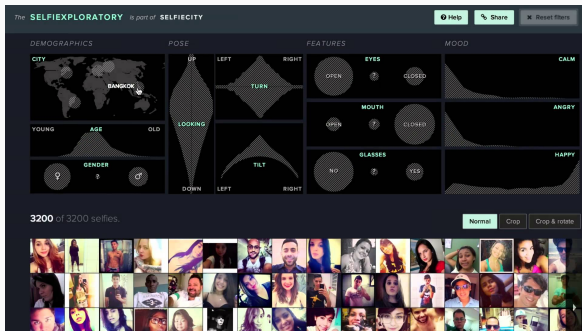 The SELFIEXPLORATORY is part of SELFIECITY
Help
Share
Reset filters
DEMOGRAPHICS
CITY
BANGKOK
YOUNG AGE OLD
GENDER
♀ ? ♂
POSE
UP
LOOKING
DOWN
LEFT RIGHT
TURN
TILT
LEFT RIGHT
FEATURES
EYES
OPEN ? CLOSED
MOUTH
OPEN ? CLOSED
GLASSES
NO ? YES
MOOD
CALM
ANGRY
HAPPY
3200 of 3200 selfies.
Normal Crop Crop & rotate